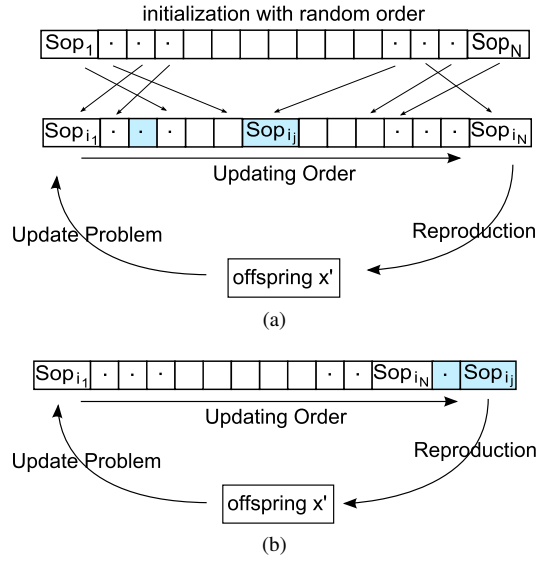 initialization with random order
Sop1 · · · · · · SopN
Sopi1 · · · Sopij · · · SopiN
Updating Order
Update Problem
Reproduction
offspring x'
(a)
Sopi1 · · · · · SopiN · Sopij
Updating Order
Update Problem
Reproduction
offspring x'
(b)